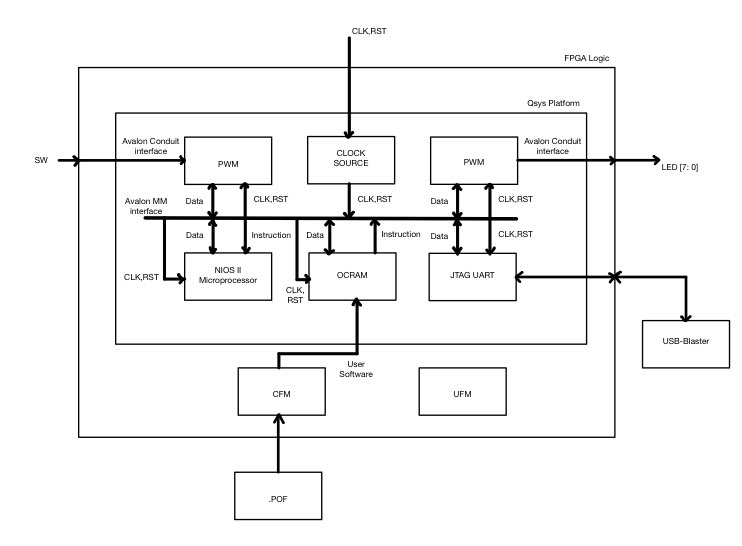 CLK,RST
FPGA Logic
Qsys Platform
Avalon Conduit
interface
SW
PWM
CLOCK
SOURCE
PWM
Avalon Conduit
interface
LED [7: 0]
Avalon MM
interface
Data
CLK,RST
CLK,RST
Data
CLK,RST
Data
Instruction
Data
Instruction
Data
CLK,RST
CLK,RST
NIOS II
Microprocessor
CLK,
RST
OCRAM
JTAG UART
USB-Blaster
User
Software
CFM
UFM
.POF